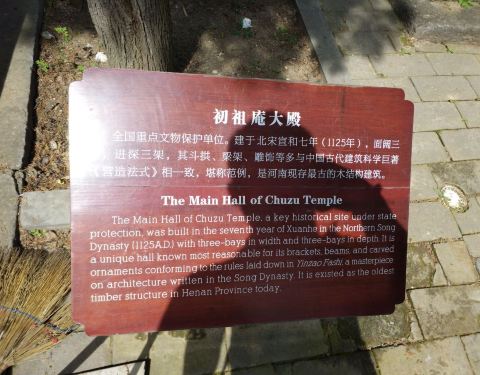 初祖庵大殿
全国重点文物保护单位。建于北宋宣和七年（1125年），面阔三
进深三架，其斗拱、梁架、雕饰等多与中国古代建筑科学巨著
《营造法式》相一致，堪称范例，是河南现存最古的木结构建筑。
The Main Hall of Chuzu Temple
The Main Hall of Chuzu Temple, a key historical site under state
protection, was built in the seventh year of Xuanhe in the Northern Song
Dynasty (1125A.D.) with three-bays in width and three-bays in depth. It is
a unique hall known most reasonable for its brackets, beams, and carved
ornaments conforming to the rules laid down in Yinzao Fashi, a masterpiece
on architecture written in the Song Dynasty. It is existed as the oldest
timber structure in Henan Province today.